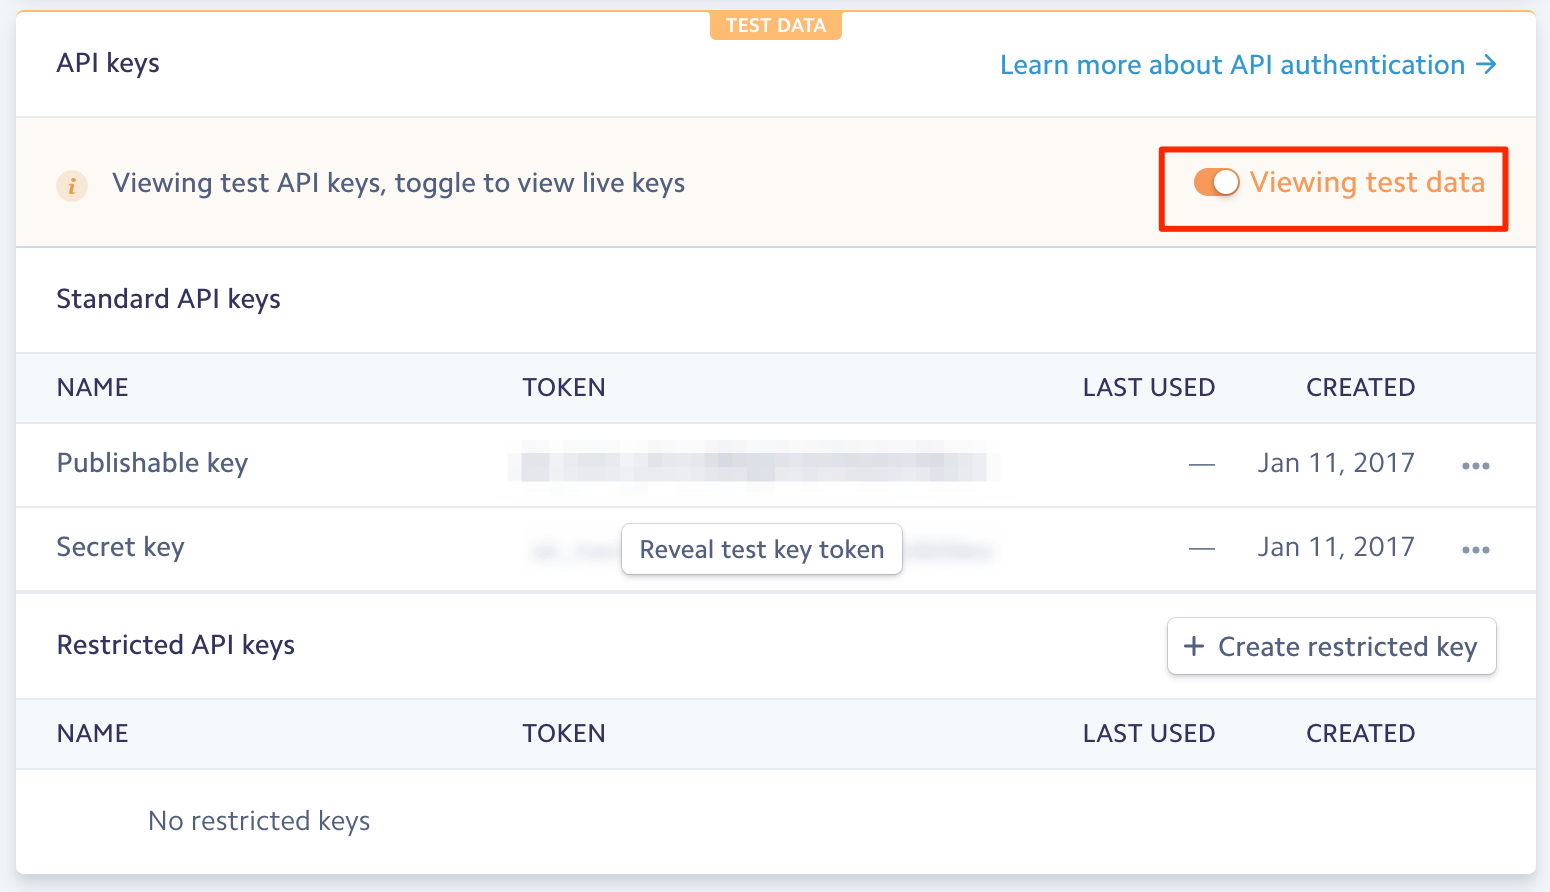 TEST DATA
API keys
Learn more about API authentication →
i
Viewing test API keys, toggle to view live keys
Viewing test data
Standard API keys
NAME TOKEN LAST USED CREATED
Publishable key — Jan 11, 2017 •••
Secret key Reveal test key token — Jan 11, 2017 •••
Restricted API keys
+ Create restricted key
NAME TOKEN LAST USED CREATED
No restricted keys